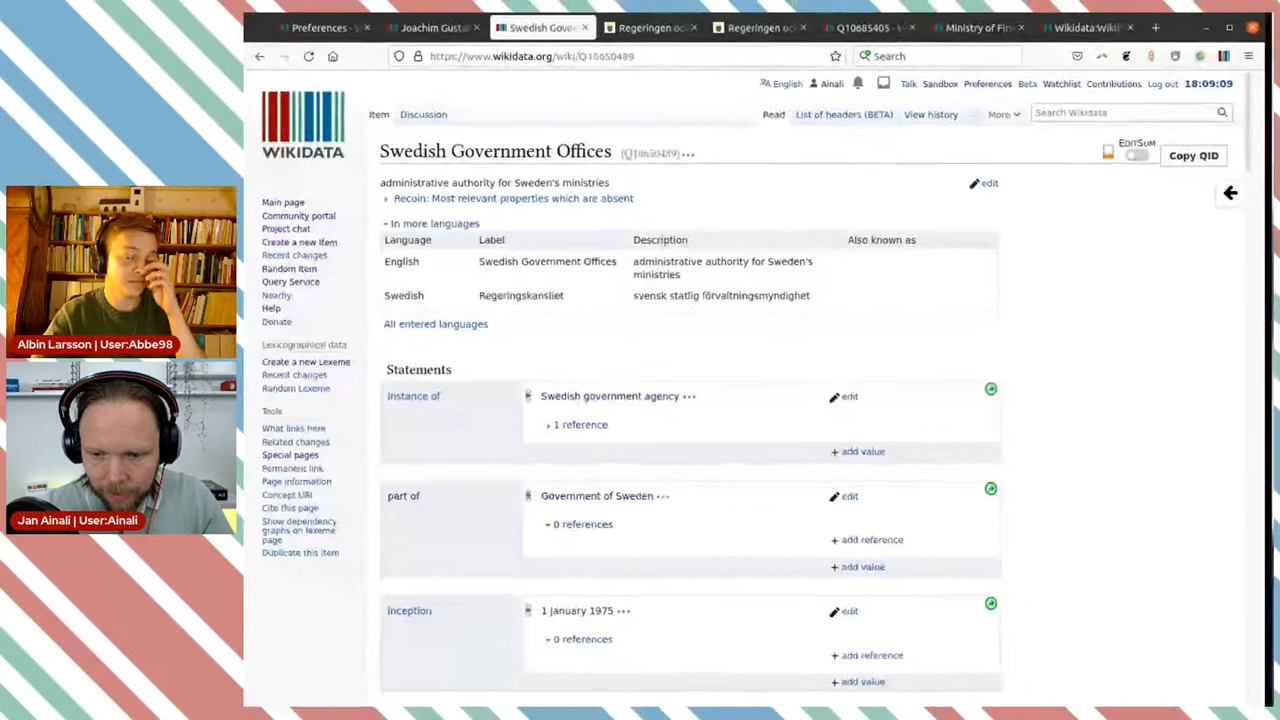 Preferences -
Joachim Gust
Swedish Gove
Regeringen oc
Regeringen oc
Q10685405 -
Ministry of Fin
Wikidata:Wiki
https://www.wikidata.org/wiki/Q10650489
Search
English Ainali Talk Sandbox Preferences Beta Watchlist Contributions Log out 18:09:09
WIKIDATA
Item Discussion
Read List of headers (BETA) View history More
Search Wikidata
Swedish Government Offices (Q10650489)
EDITSUM
Copy QID
administrative authority for Sweden's ministries
edit
Recoin: Most relevant properties which are absent
In more languages
Language Label Description Also known as
English Swedish Government Offices administrative authority for Sweden's
ministries
Swedish Regeringskansliet svensk statlig förvaltningsmyndighet
All entered languages
Statements
instance of
Swedish government agency
edit
1 reference
+ add value
part of
Government of Sweden
edit
0 references
+ add reference
+ add value
inception
1 January 1975
edit
0 references
+ add reference
+ add value
Main page
Community portal
Project chat
Create a new Item
Recent changes
Random Item
Query Service
Nearby
Help
Donate
Lexicographical data
Create a new Lexeme
Recent changes
Random Lexeme
Tools
What links here
Related changes
Special pages
Permanent link
Page information
Concept URI
Cite this page
Show dependency
graphs on lexeme
page
Duplicate this item
Albin Larsson | User:Abbe98
Jan Ainali | User:Ainali